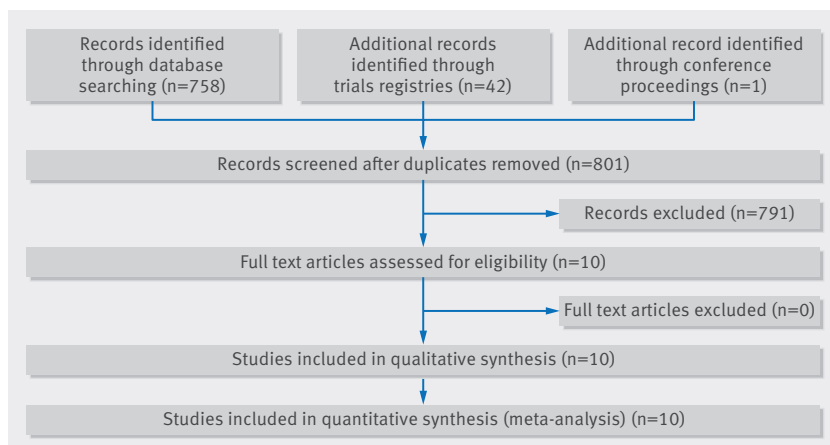 Records identified
through database
searching (n=758)
Additional records
identified through
trials registries (n=42)
Additional record identified
through conference
proceedings (n=1)
Records screened after duplicates removed (n=801)
Records excluded (n=791)
Full text articles assessed for eligibility (n=10)
Full text articles excluded (n=0)
Studies included in qualitative synthesis (n=10)
Studies included in quantitative synthesis (meta-analysis) (n=10)